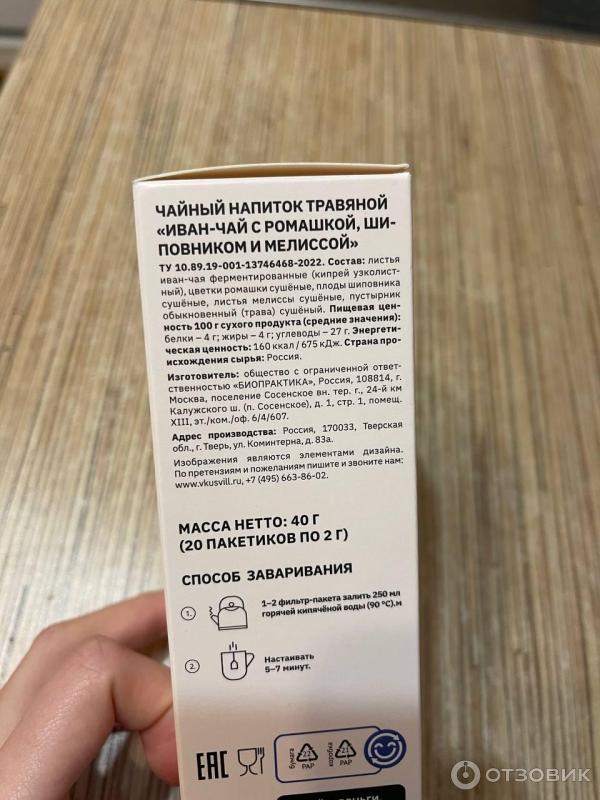 ЧАЙНЫЙ НАПИТОК ТРАВЯНОЙ
«ИВАН-ЧАЙ С РОМАШКОЙ, ШИ-
ПОВНИКОМ И МЕЛИССОЙ»
ТУ 10.89.19-001-13746468-2022. Состав: листья
иван-чая ферментированные (кипрей узколист-
ный), цветки ромашки сушёные, плоды шиповника
сушёные, листья мелиссы сушёные, пустырник
обыкновенный (трава) сушёный. Пищевая цен-
ность 100 г сухого продукта (средние значения):
белки – 4 г; жиры – 4 г; углеводы – 27 г. Энергети-
ческая ценность: 160 ккал / 675 кДж. Страна про-
исхождения сырья: Россия.
Изготовитель: общество с ограниченной ответ-
ственностью «БИОПРАКТИКА», Россия, 108814, г.
Москва, поселение Сосенское вн. тер. г., 24-й км
Калужского ш. (п. Сосенское), д. 1, стр. 1, помещ.
XIII, эт./ком./оф. 6/4/607.
Адрес производства: Россия, 170033, Тверская
обл., г. Тверь, ул. Коминтерна, д. 83а.
Изображения являются элементами дизайна.
По претензиям и пожеланиям пишите и звоните нам:
www.vkusvill.ru, +7 (495) 663-86-02.
МАССА НЕТТО: 40 Г
(20 ПАКЕТИКОВ ПО 2 Г)
СПОСОБ ЗАВАРИВАНИЯ
1.
1–2 фильтр-пакета залить 250 мл
горячей кипячёной воды (90 °C),м
2.
Настаивать
5–7 минут.
EAC
22
PAP
бумага
21
PAP
коробка
ОТЗОВИК